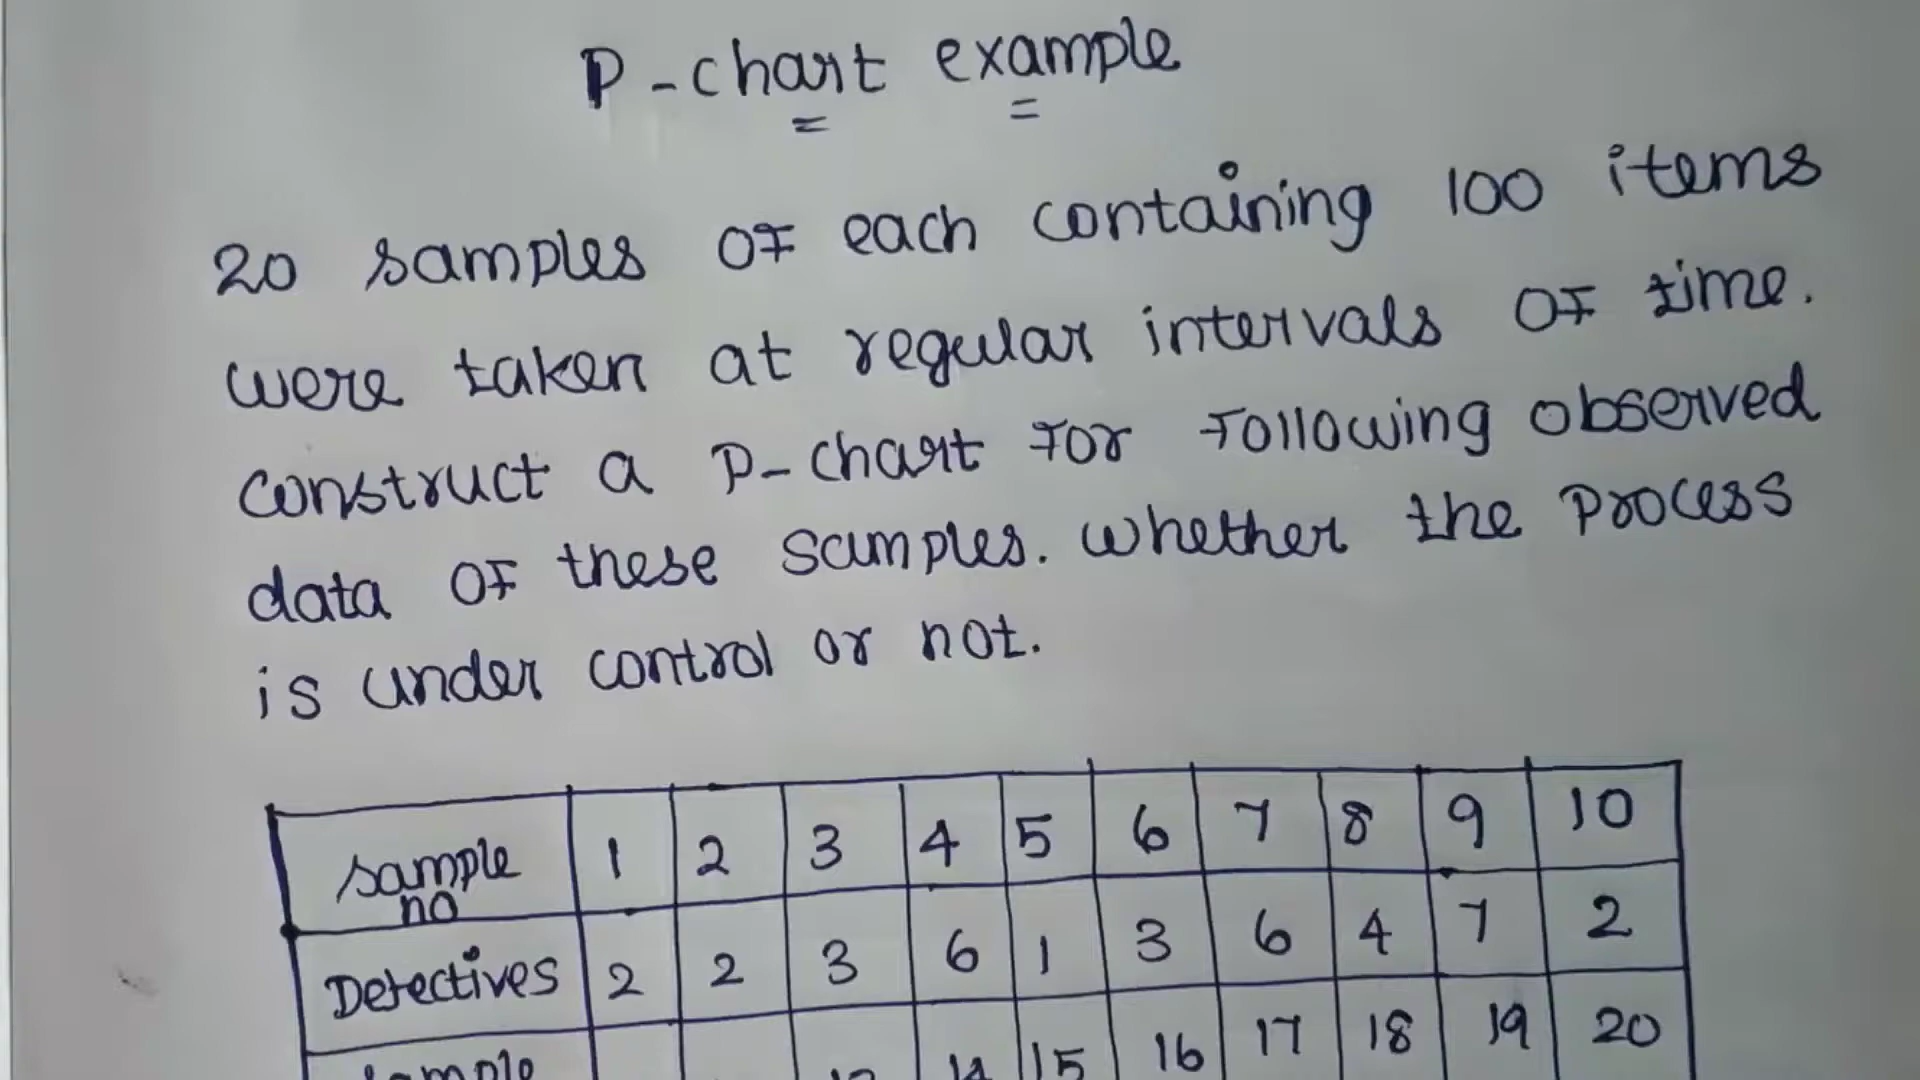 P-chart example
20 samples of each containing 100 items
were taken at regular intervals of time.
construct a P-chart for following observed
data of these samples. whether the process
is under control or not.
sample no 1 2 3 4 5 6 7 8 9 10
Defectives 2 2 3 6 1 3 6 4 7 2
sample 14 15 16 17 18 19 20